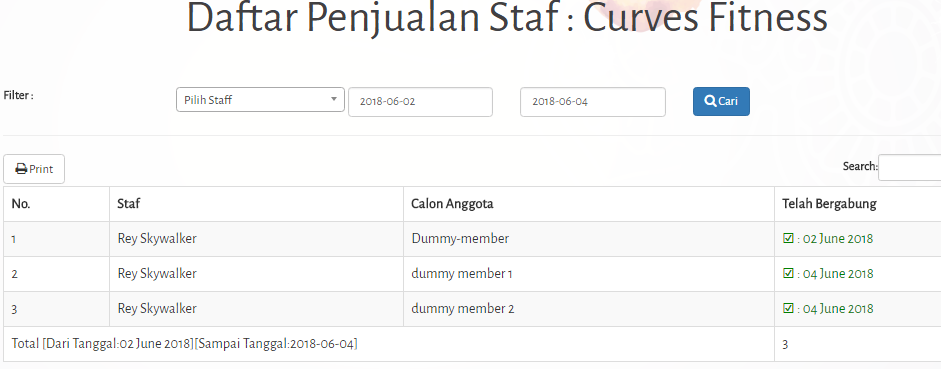 Daftar Penjualan Staf : Curves Fitness
Filter : Pilih Staff 2018-06-02 2018-06-04 Cari
Print Search:
No. Staf Calon Anggota Telah Bergabung
1 Rey Skywalker Dummy-member : 02 June 2018
2 Rey Skywalker dummy member 1 : 04 June 2018
3 Rey Skywalker dummy member 2 : 04 June 2018
Total [Dari Tanggal:02 June 2018][Sampai Tanggal:2018-06-04] 3